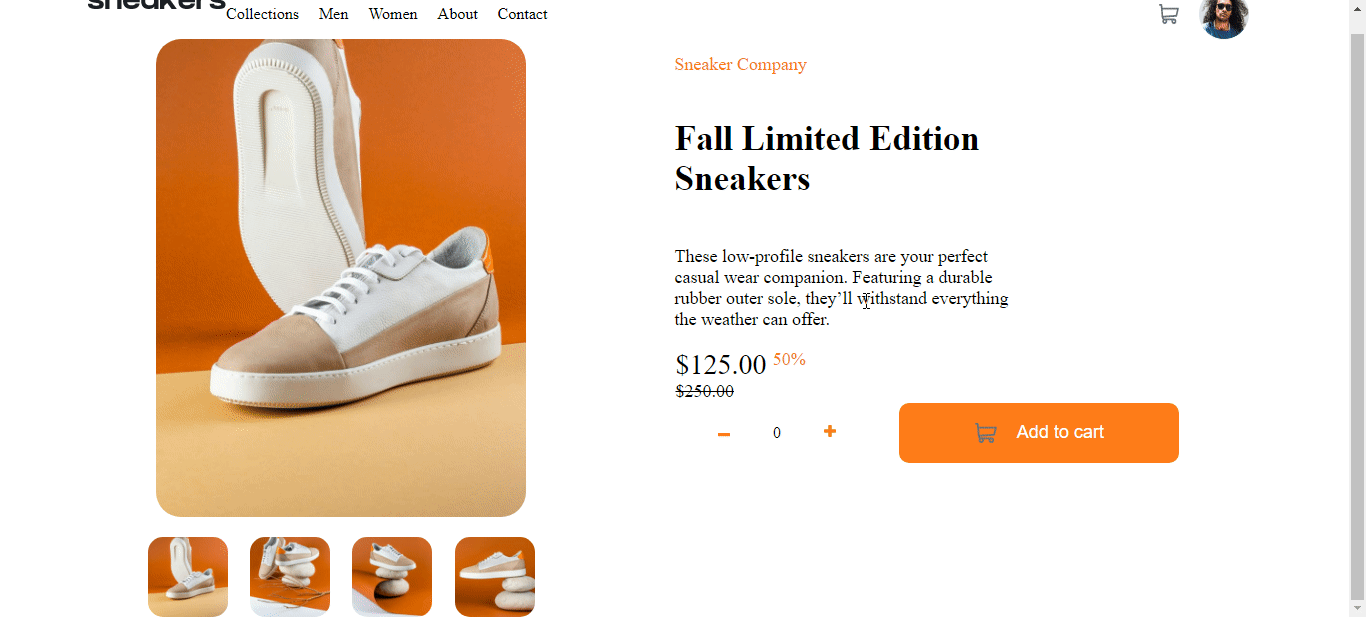 sneakers
Collections Men Women About Contact
Sneaker Company
Fall Limited Edition
Sneakers
These low-profile sneakers are your perfect
casual wear companion. Featuring a durable
rubber outer sole, they’ll withstand everything
the weather can offer.
$125.00 50%
$250.00
– 0 +
Add to cart